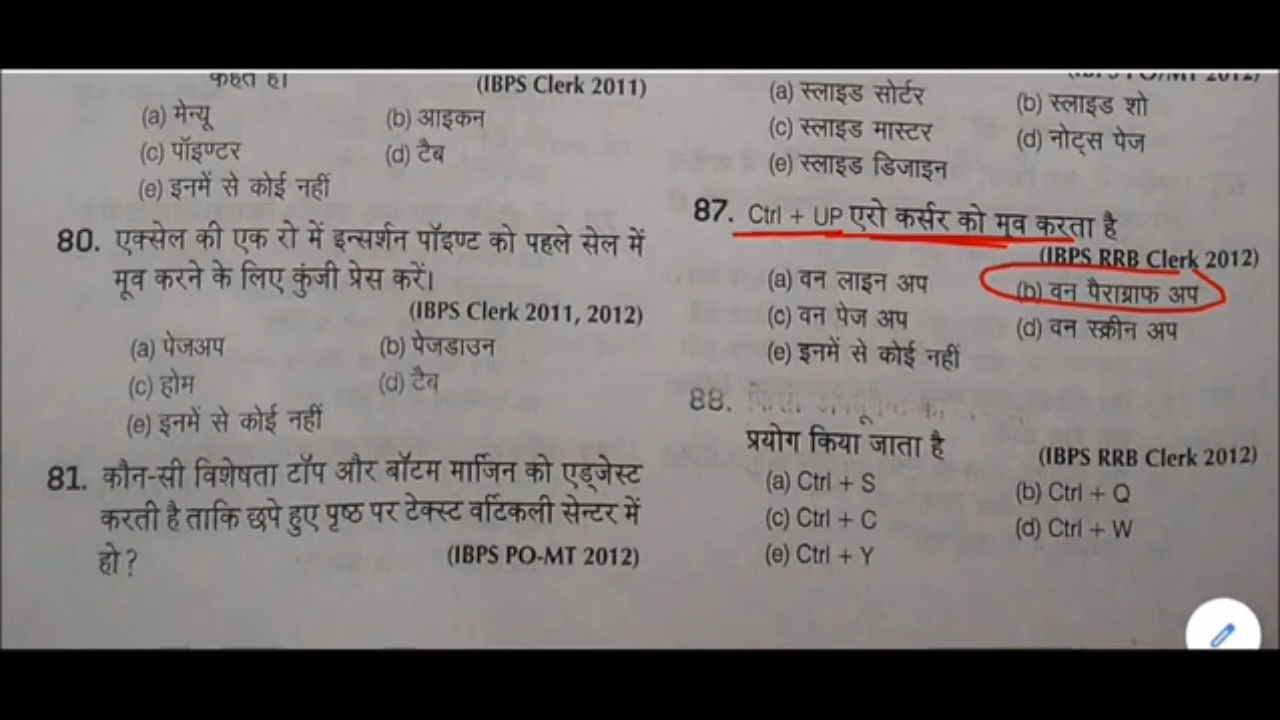 (IBPS Clerk 2011)
(a) मेन्यू (b) आइकन
(c) पॉइण्टर (d) टैब
(e) इनमें से कोई नहीं
80. एक्सेल की एक रो में इन्सर्शन पॉइण्ट को पहले सेल में
मूव करने के लिए कुंजी प्रेस करें।
(IBPS Clerk 2011, 2012)
(a) पेजअप (b) पेजडाउन
(c) होम (d) टैब
(e) इनमें से कोई नहीं
81. कौन-सी विशेषता टॉप और बॉटम मार्जिन को एड्जेस्ट
करती है ताकि छपे हुए पृष्ठ पर टेक्स्ट वर्टिकली सेन्टर में
हो?
(IBPS PO-MT 2012)
(a) स्लाइड सोर्टर (b) स्लाइड शो
(c) स्लाइड मास्टर (d) नोट्स पेज
(e) स्लाइड डिजाइन
87. Ctrl + UP एरो कर्सर को मूव करता है
(IBPS RRB Clerk 2012)
(a) वन लाइन अप (b) वन पैराग्राफ अप
(c) वन पेज अप (d) वन स्क्रीन अप
(e) इनमें से कोई नहीं
88.
प्रयोग किया जाता है
(IBPS RRB Clerk 2012)
(a) Ctrl + S (b) Ctrl + Q
(c) Ctrl + C (d) Ctrl + W
(e) Ctrl + Y